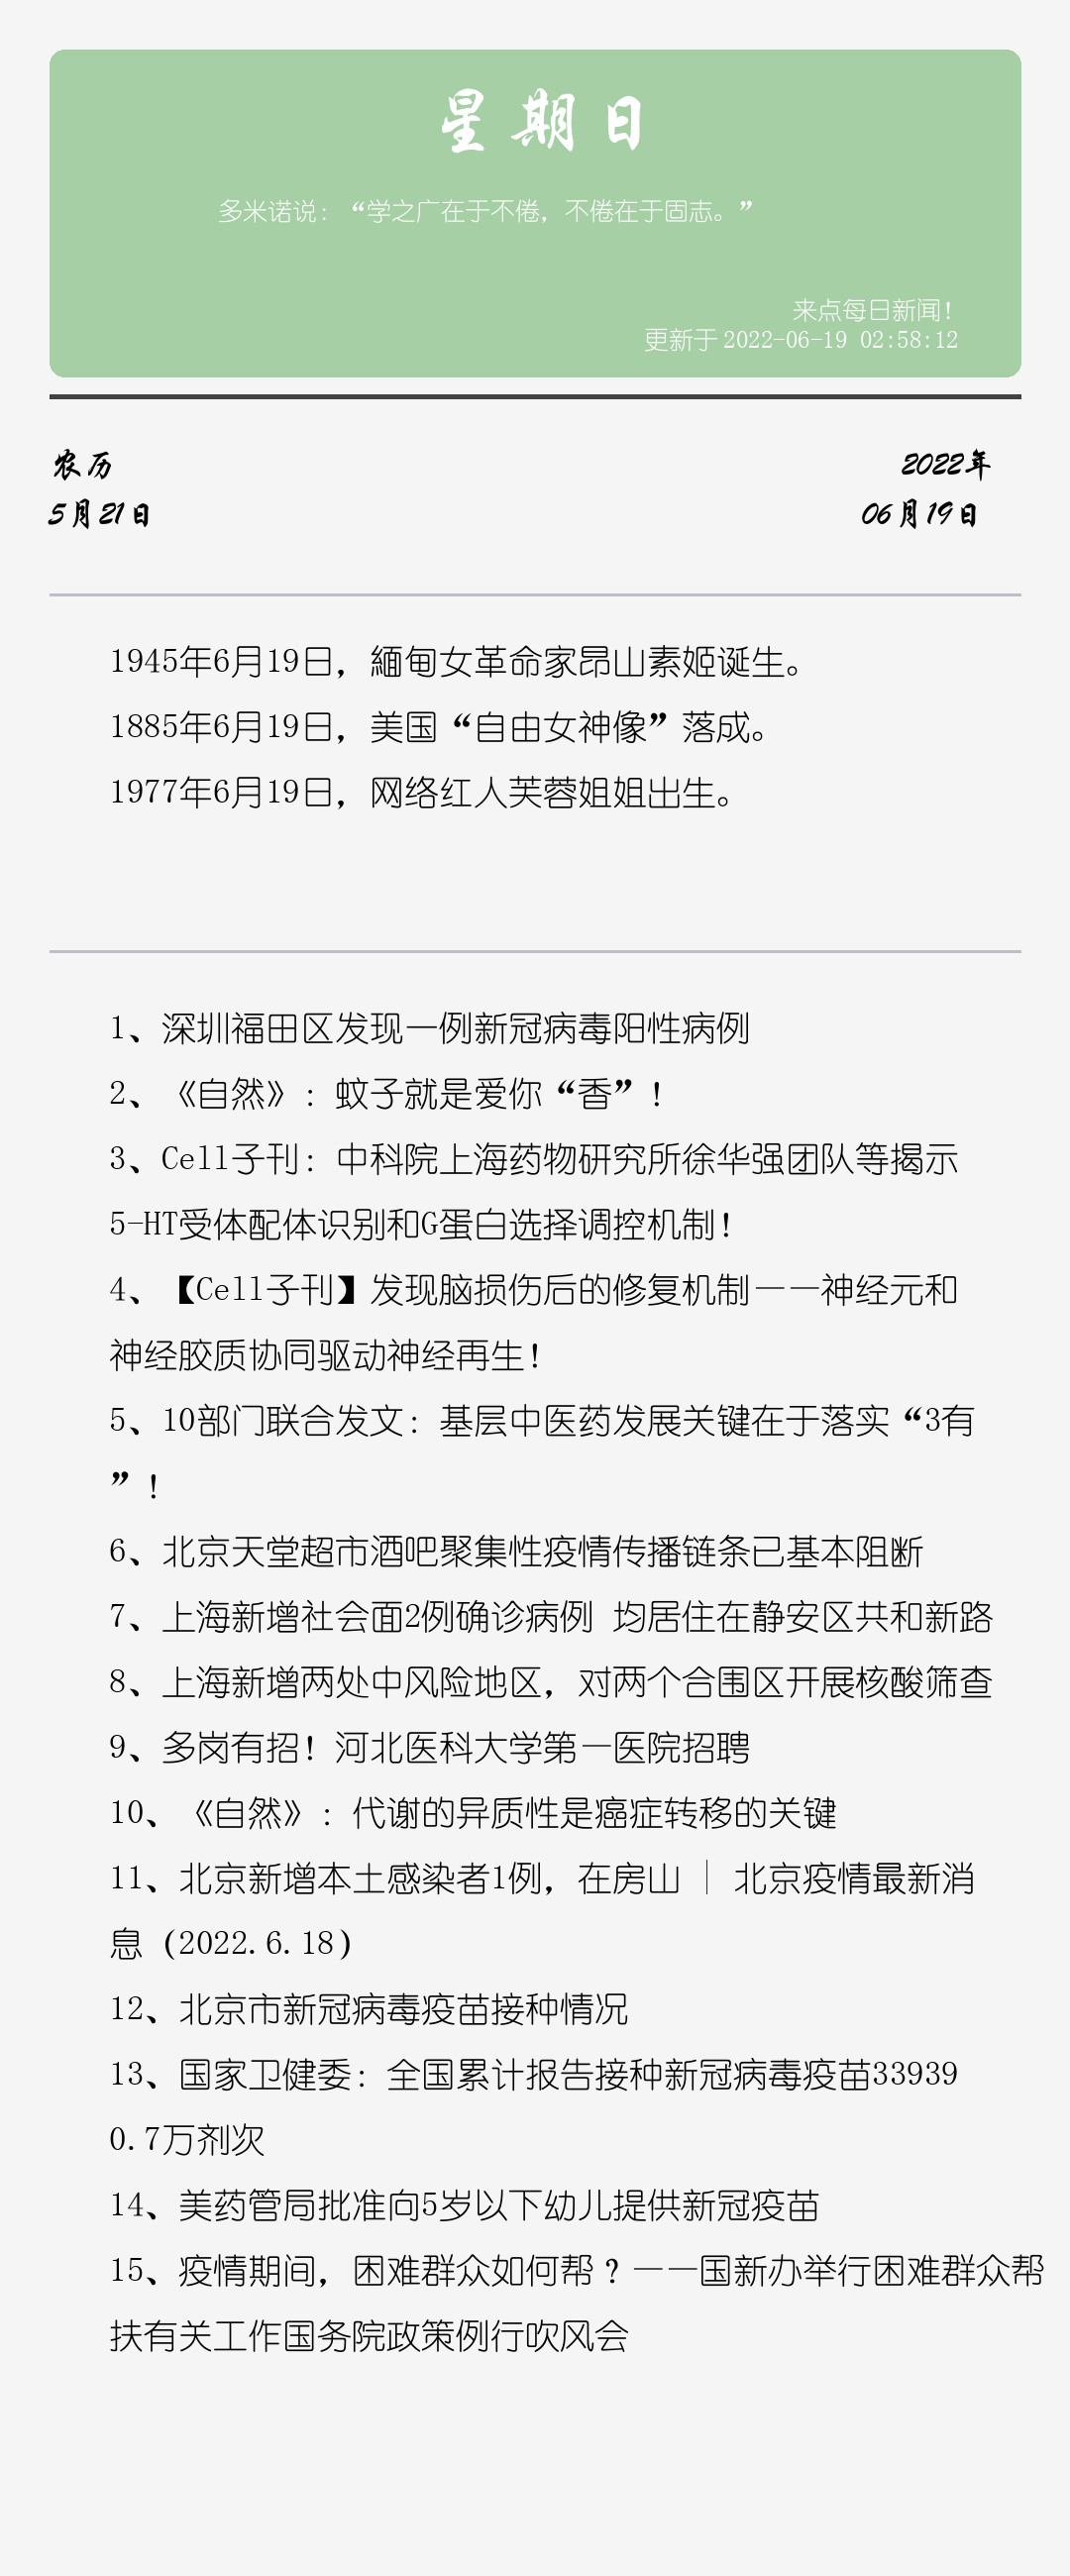 星期日
多米诺说：“学之广在于不倦，不倦在于固志。”
来点每日新闻！
更新于 2022-06-19 02:58:12
农历
2022年
5月21日
06月19日
1945年6月19日，緬甸女革命家昂山素姬诞生。
1885年6月19日，美国“自由女神像”落成。
1977年6月19日，网络红人芙蓉姐姐出生。
1、深圳福田区发现一例新冠病毒阳性病例
2、《自然》：蚊子就是爱你“香”！
3、Cell子刊：中科院上海药物研究所徐华强团队等揭示
5-HT受体配体识别和G蛋白选择调控机制！
4、【Cell子刊】发现脑损伤后的修复机制——神经元和
神经胶质协同驱动神经再生！
5、10部门联合发文：基层中医药发展关键在于落实“3有
”！
6、北京天堂超市酒吧聚集性疫情传播链条已基本阻断
7、上海新增社会面2例确诊病例 均居住在静安区共和新路
8、上海新增两处中风险地区，对两个合围区开展核酸筛查
9、多岗有招！河北医科大学第一医院招聘
10、《自然》：代谢的异质性是癌症转移的关键
11、北京新增本土感染者1例，在房山｜北京疫情最新消
息（2022.6.18）
12、北京市新冠病毒疫苗接种情况
13、国家卫健委：全国累计报告接种新冠病毒疫苗33939
0.7万剂次
14、美药管局批准向5岁以下幼儿提供新冠疫苗
15、疫情期间，困难群众如何帮？——国新办举行困难群众帮
扶有关工作国务院政策例行吹风会